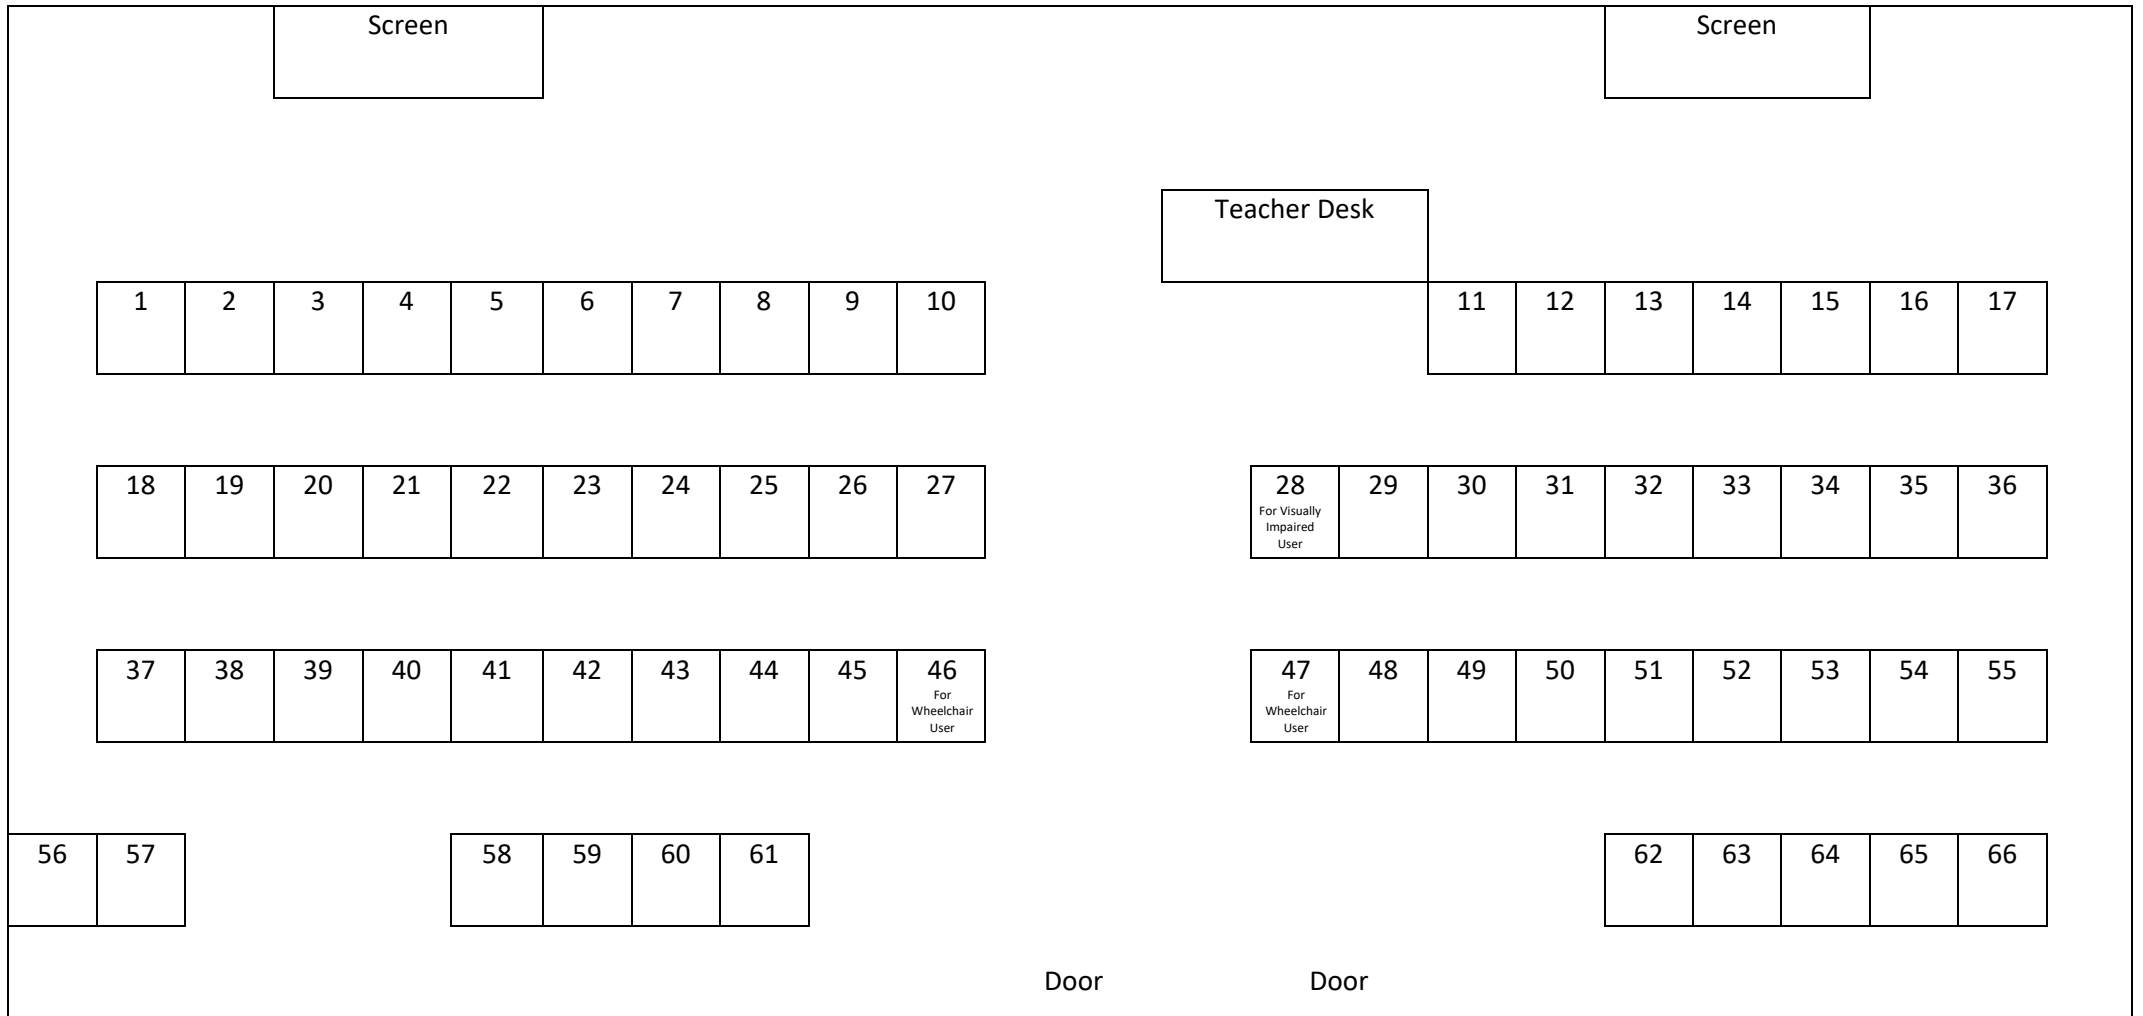 Screen Screen
Teacher Desk
1 2 3 4 5 6 7 8 9 10 11 12 13 14 15 16 17
18 19 20 21 22 23 24 25 26 27 28 29 30 31 32 33 34 35 36
For Visually
Impaired
User
37 38 39 40 41 42 43 44 45 46 47 48 49 50 51 52 53 54 55
For For
Wheelchair Wheelchair
User User
56 57 58 59 60 61 62 63 64 65 66
Door Door